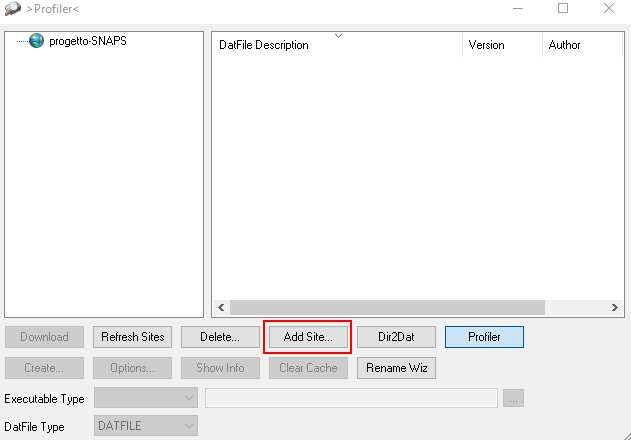 >Profiler<
progetto-SNAPS
DatFile Description Version Author
Download Refresh Sites Delete... Add Site... Dir2Dat Profiler
Create... Options... Show Info Clear Cache Rename Wiz
Executable Type ...
DatFile Type DATFILE